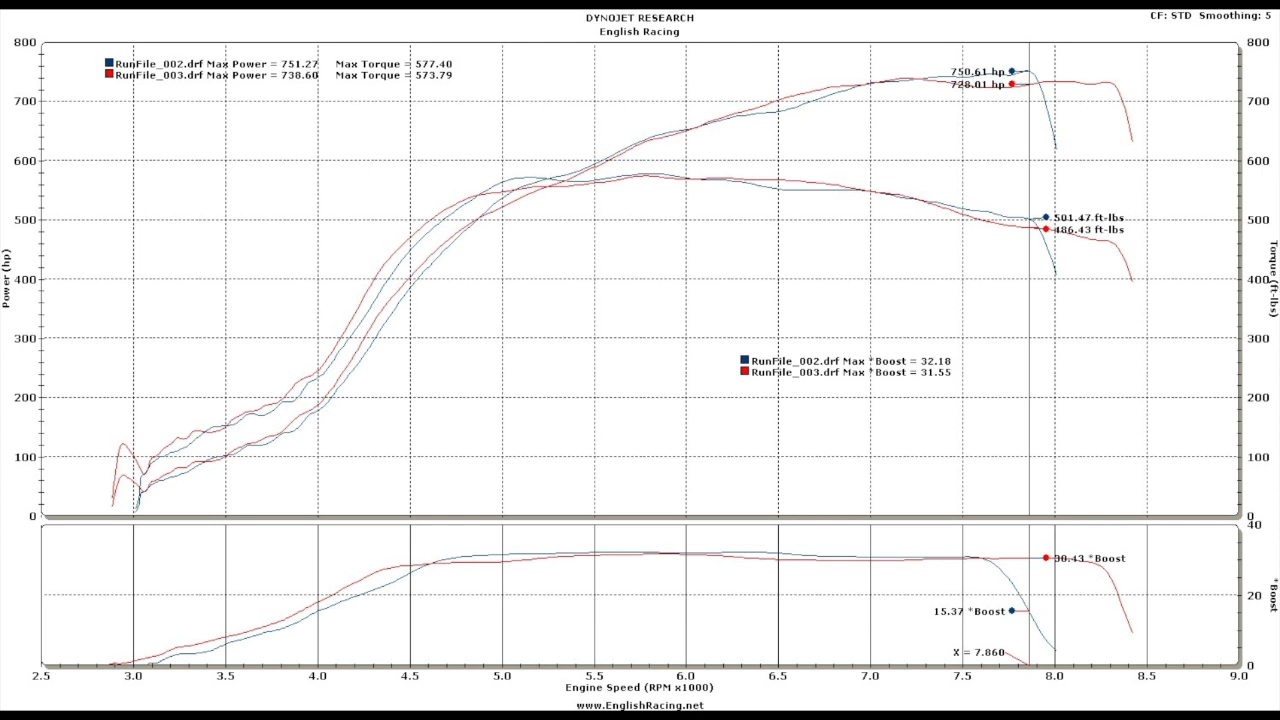 DYNOJET RESEARCH
CF: STD Smoothing: 5
English Racing
800
800
RunFile_002.drf Max Power = 751.27 Max Torque = 577.40
RunFile_003.drf Max Power = 738.60 Max Torque = 573.79
750.61 hp
728.01 hp
700
700
600
600
501.47 ft-lbs
486.43 ft-lbs
500
500
Power (hp)
Torque (ft-lbs)
400
400
300
300
RunFile_002.drf Max *Boost = 32.18
RunFile_003.drf Max *Boost = 31.55
200
200
100
100
0
0
40
30.43 *Boost
*Boost
20
15.37 *Boost
X = 7.860
0
2.5 3.0 3.5 4.0 4.5 5.0 5.5 6.0 6.5 7.0 7.5 8.0 8.5 9.0
Engine Speed (RPM x1000)
www.EnglishRacing.net